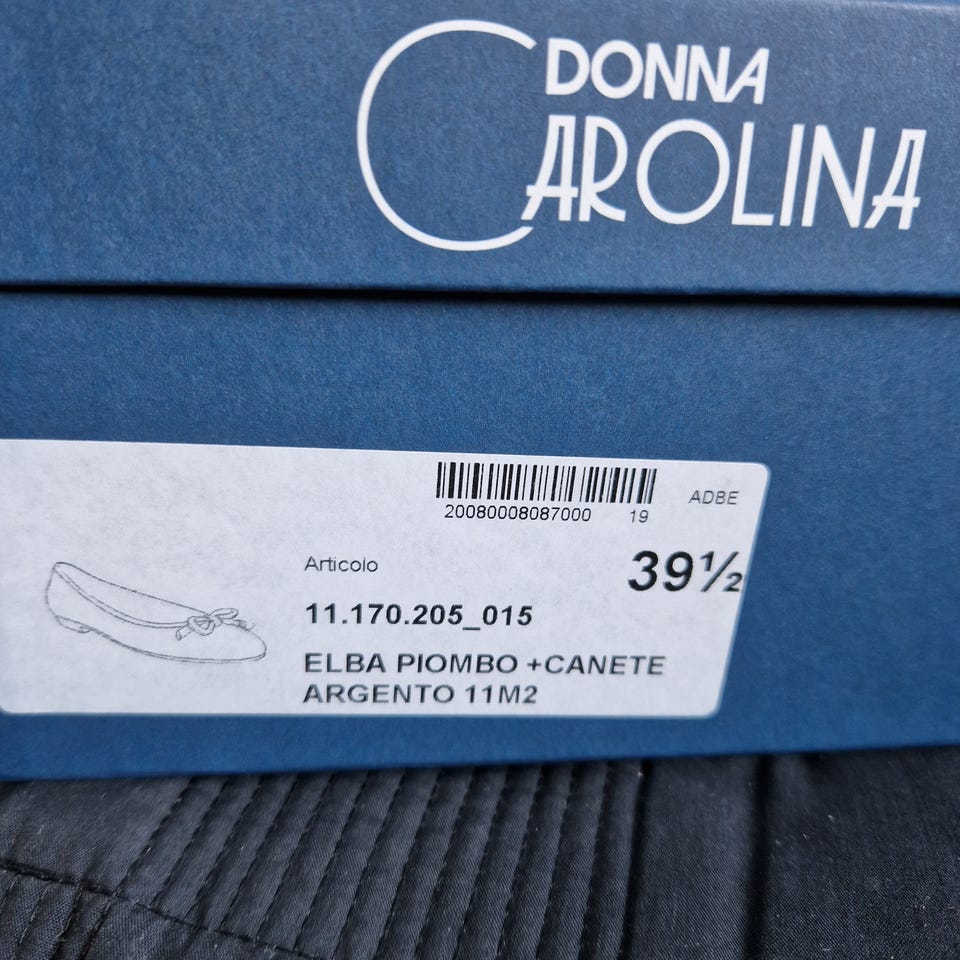 DONNA
CAROLINA
20080008087000 19
ADBE
Articolo
39½
11.170.205_015
ELBA PIOMBO +CANETE
ARGENTO 11M2